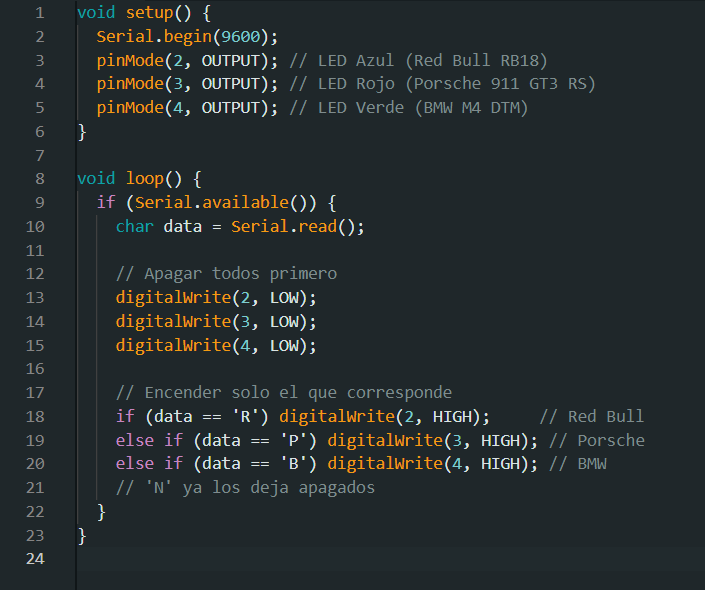 1 void setup() {
2   Serial.begin(9600);
3   pinMode(2, OUTPUT); // LED Azul (Red Bull RB18)
4   pinMode(3, OUTPUT); // LED Rojo (Porsche 911 GT3 RS)
5   pinMode(4, OUTPUT); // LED Verde (BMW M4 DTM)
6 }
7
8 void loop() {
9   if (Serial.available()) {
10     char data = Serial.read();
11
12     // Apagar todos primero
13     digitalWrite(2, LOW);
14     digitalWrite(3, LOW);
15     digitalWrite(4, LOW);
16
17     // Encender solo el que corresponde
18     if (data == 'R') digitalWrite(2, HIGH);     // Red Bull
19     else if (data == 'P') digitalWrite(3, HIGH); // Porsche
20     else if (data == 'B') digitalWrite(4, HIGH); // BMW
21     // 'N' ya los deja apagados
22   }
23 }
24